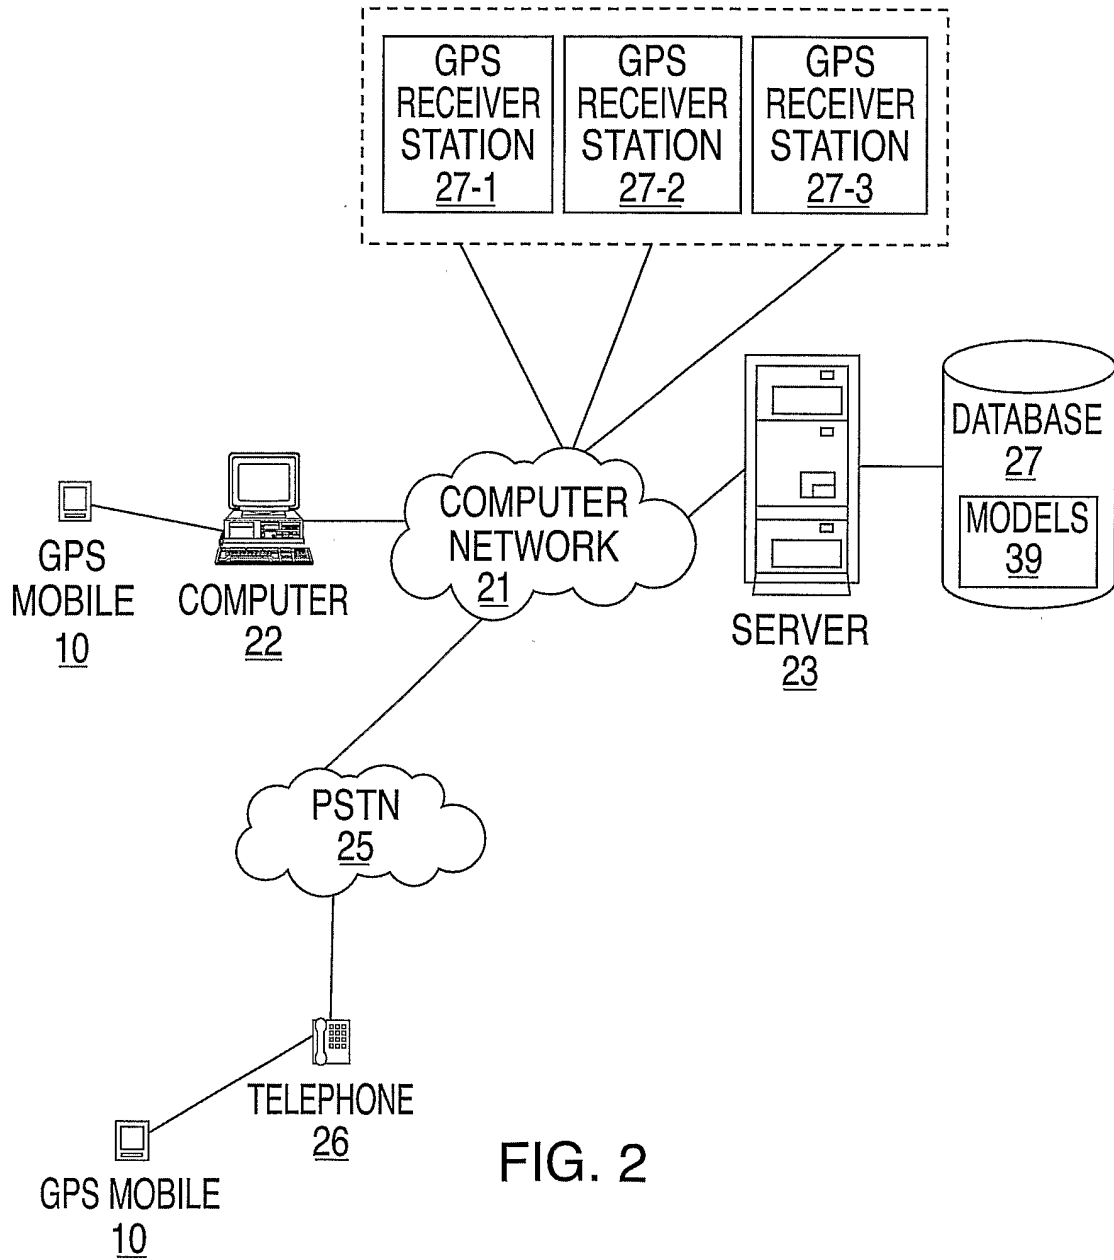 GPS
RECEIVER
STATION
27-1
GPS
RECEIVER
STATION
27-2
GPS
RECEIVER
STATION
27-3
DATABASE
27
MODELS
39
COMPUTER
NETWORK
21
GPS
MOBILE
10
COMPUTER
22
SERVER
23
PSTN
25
TELEPHONE
26
GPS MOBILE
10
FIG. 2